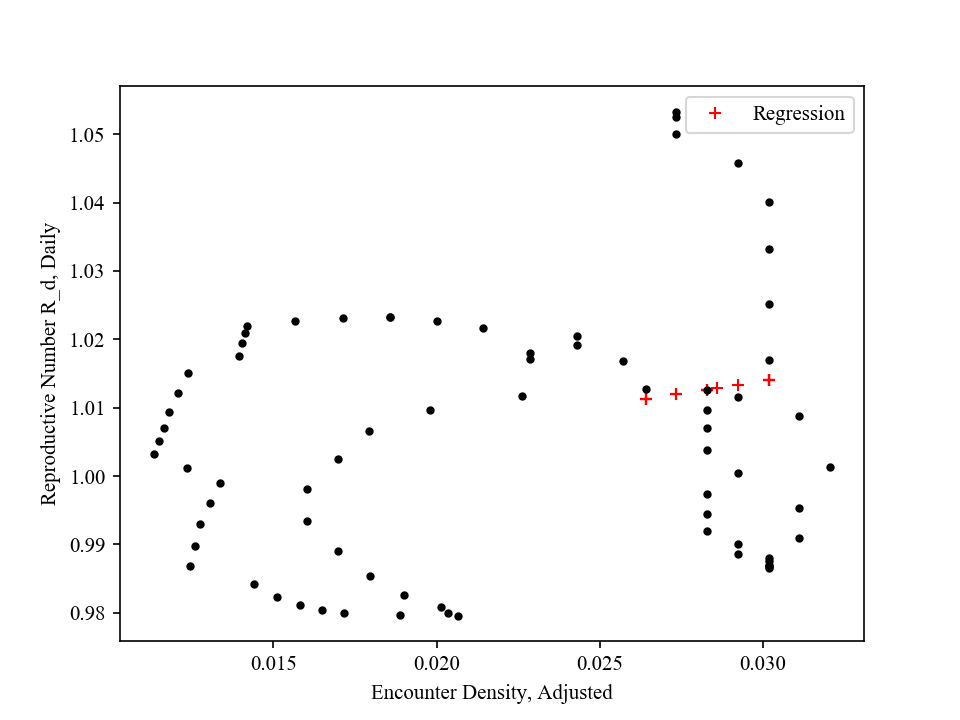 Regression
1.05
1.04
1.03
1.02
1.01
1.00
0.99
0.98
Reproductive Number R_d, Daily
0.015 0.020 0.025 0.030
Encounter Density, Adjusted